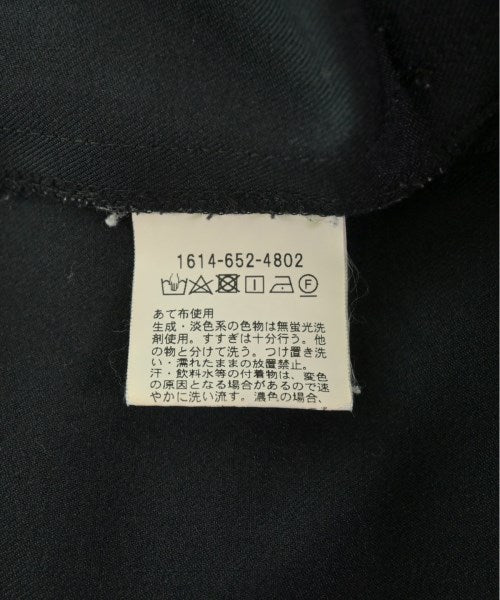 1614-652-4802
F
あて布使用
生成・淡色系の色物は無蛍光洗
剤使用。すすぎは十分行う。他
の物と分けて洗う。つけ置き洗
い・濡れたままの放置禁止。
汗・飲料水等の付着物は、変色
の原因となる場合があるので速
やかに洗い流す。濃色の場合、